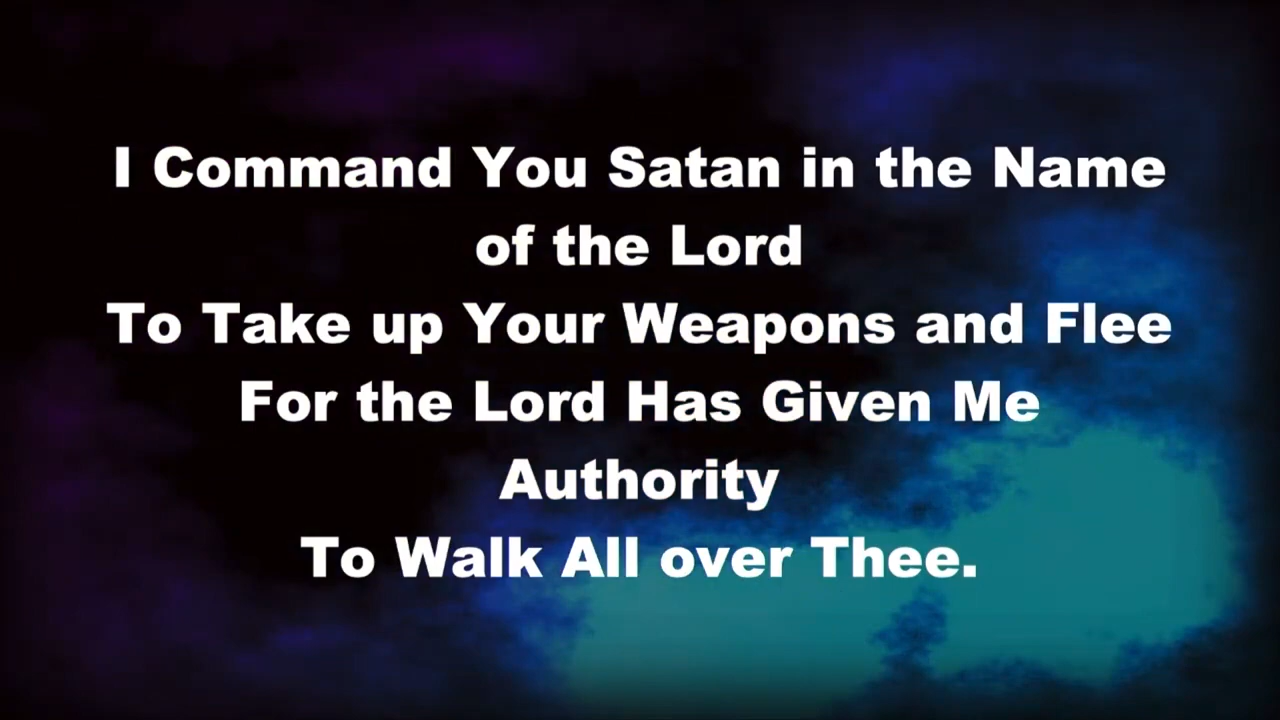 I Command You Satan in the Name
of the Lord
To Take up Your Weapons and Flee
For the Lord Has Given Me
Authority
To Walk All over Thee.